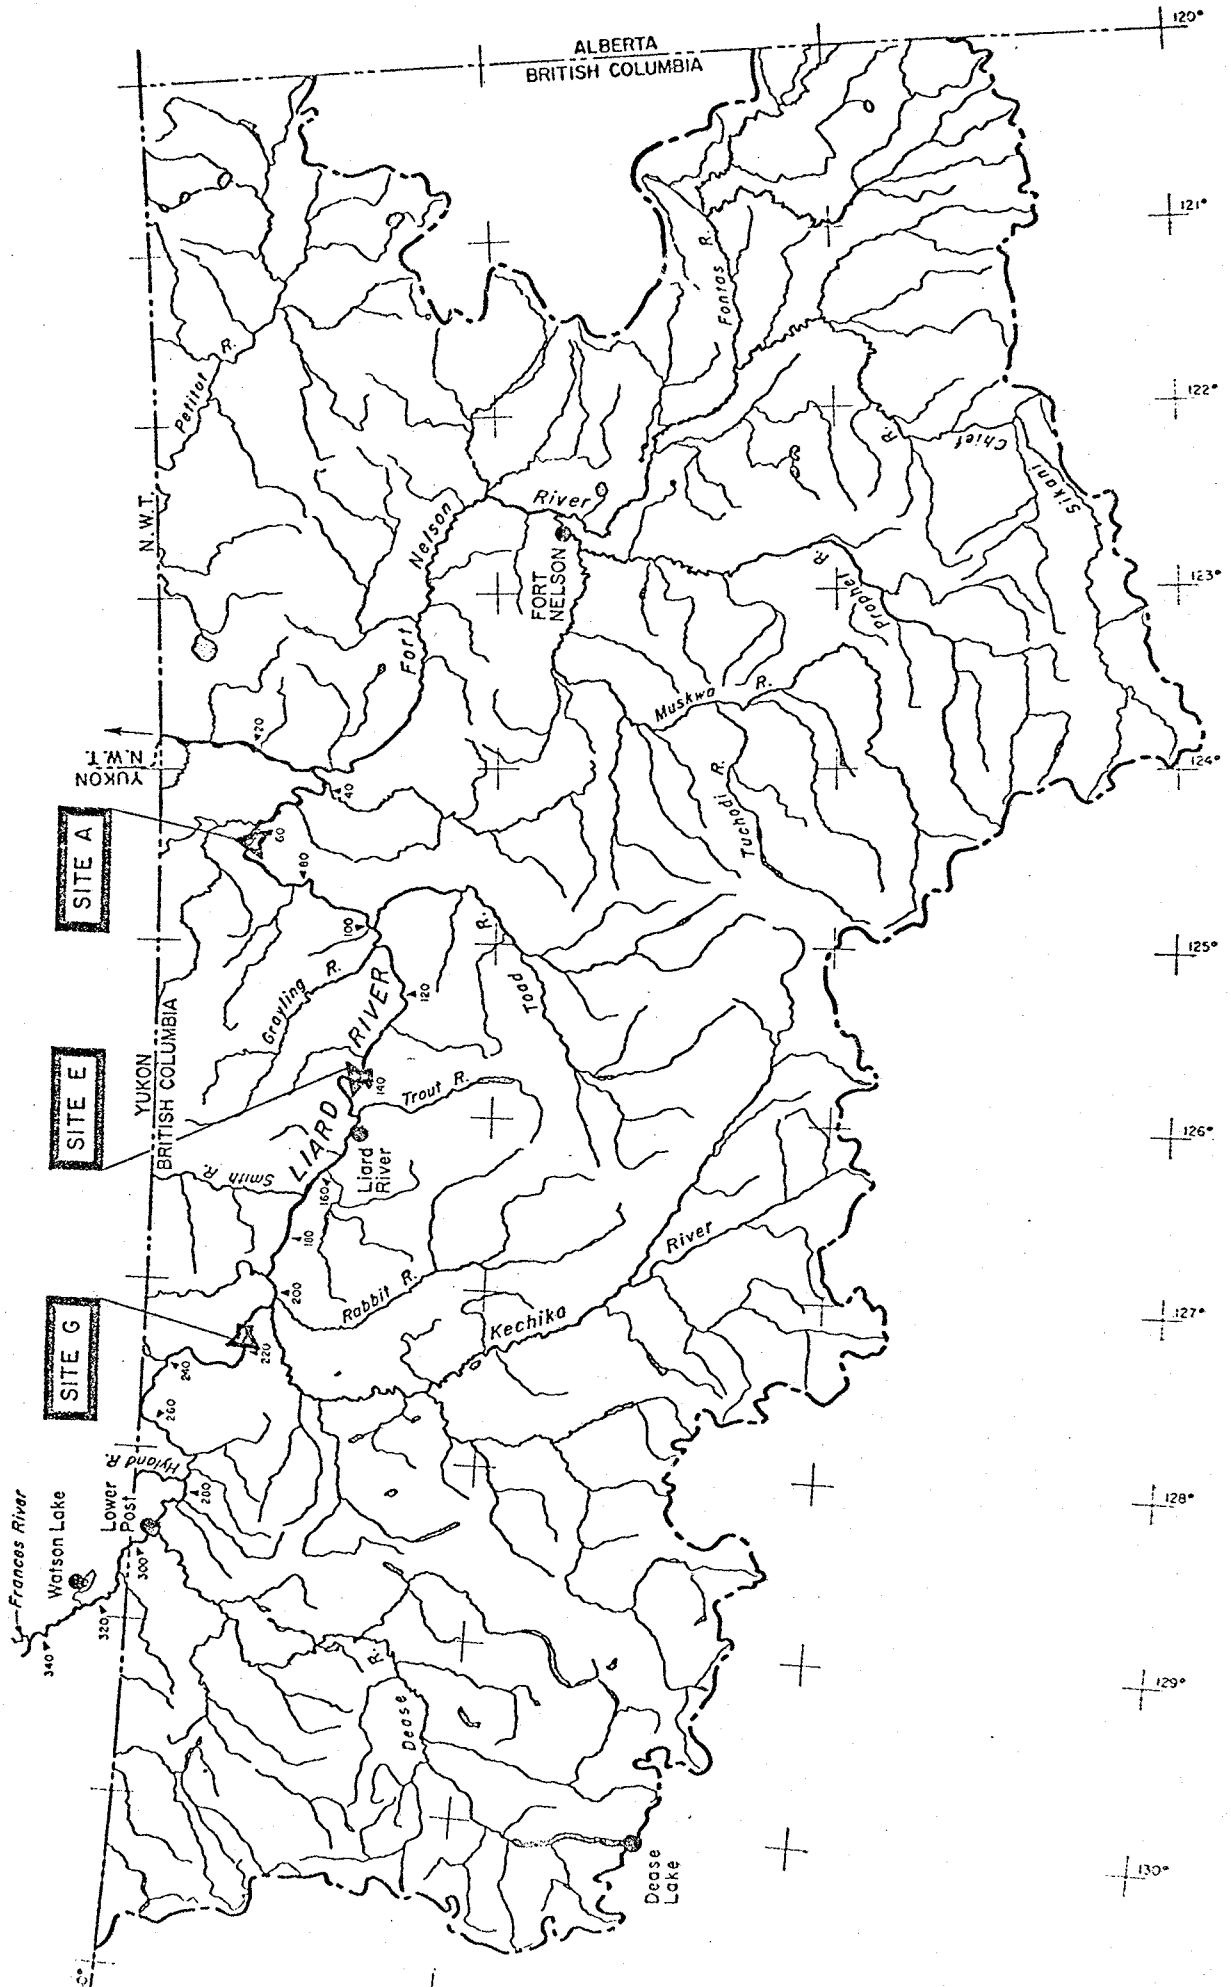 ALBERTA
BRITISH COLUMBIA
120°
121°
122°
123°
124°
125°
126°
127°
128°
129°
130°
N.W.T.
Petitot R.
Fontas R.
Fort Nelson River
FORT
NELSON
Sikani
Chief
R.
Prophet R.
Muskwa R.
Tuchodi R.
YUKON
N.W.T.
20
40
60
80
100
120
140
160
180
200
220
240
260
280
300
320
340
SITE A
SITE E
SITE G
YUKON
BRITISH COLUMBIA
Grayling R.
LIARD RIVER
Toad R.
Trout R.
Liard
River
Smith R.
Rabbit R.
Kechika River
Hyland R.
Lower
Post
Watson Lake
Frances River
Dease R.
Dease
Lake